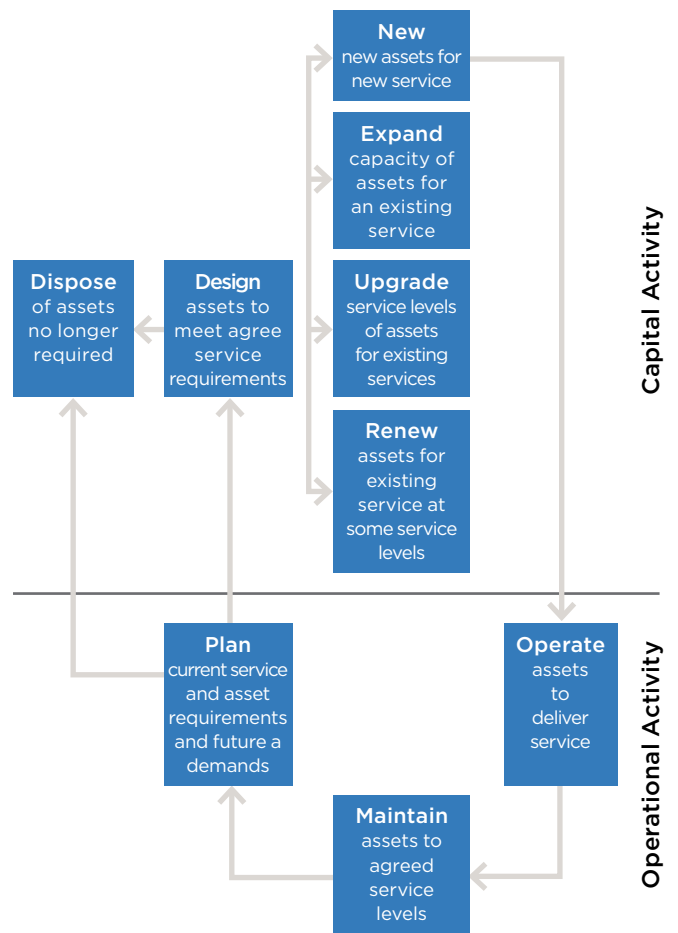 New
new assets for
new service
Expand
capacity of
assets for
an existing
service
Dispose
of assets
no longer
required
Design
assets to
meet agree
service
requirements
Upgrade
service levels
of assets
for existing
services
Renew
assets for
existing
service at
some service
levels
Capital Activity
Plan
current service
and asset
requirements
and future a
demands
Operate
assets
to
deliver
service
Maintain
assets to
agreed
service
levels
Operational Activity